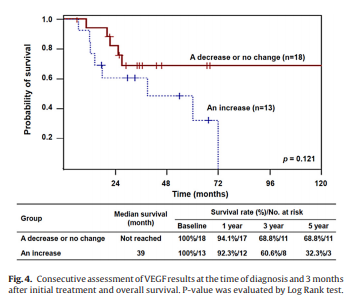 1.0
0.8
0.6
0.4
0.2
Probability of survival
A decrease or no change (n=18)
An increase (n=13)
p = 0.121
24 48 72 96 120
Time (months)
Group Median survival (month) Survival rate (%)/No. at risk
Baseline 1 year 3 year 5 year
A decrease or no change Not reached 100%/18 94.1%/17 68.8%/11 68.8%/11
An increase 39 100%/13 92.3%/12 60.6%/8 32.3%/3
Fig. 4. Consecutive assessment of VEGF results at the time of diagnosis and 3 months
after initial treatment and overall survival. P-value was evaluated by Log Rank test.